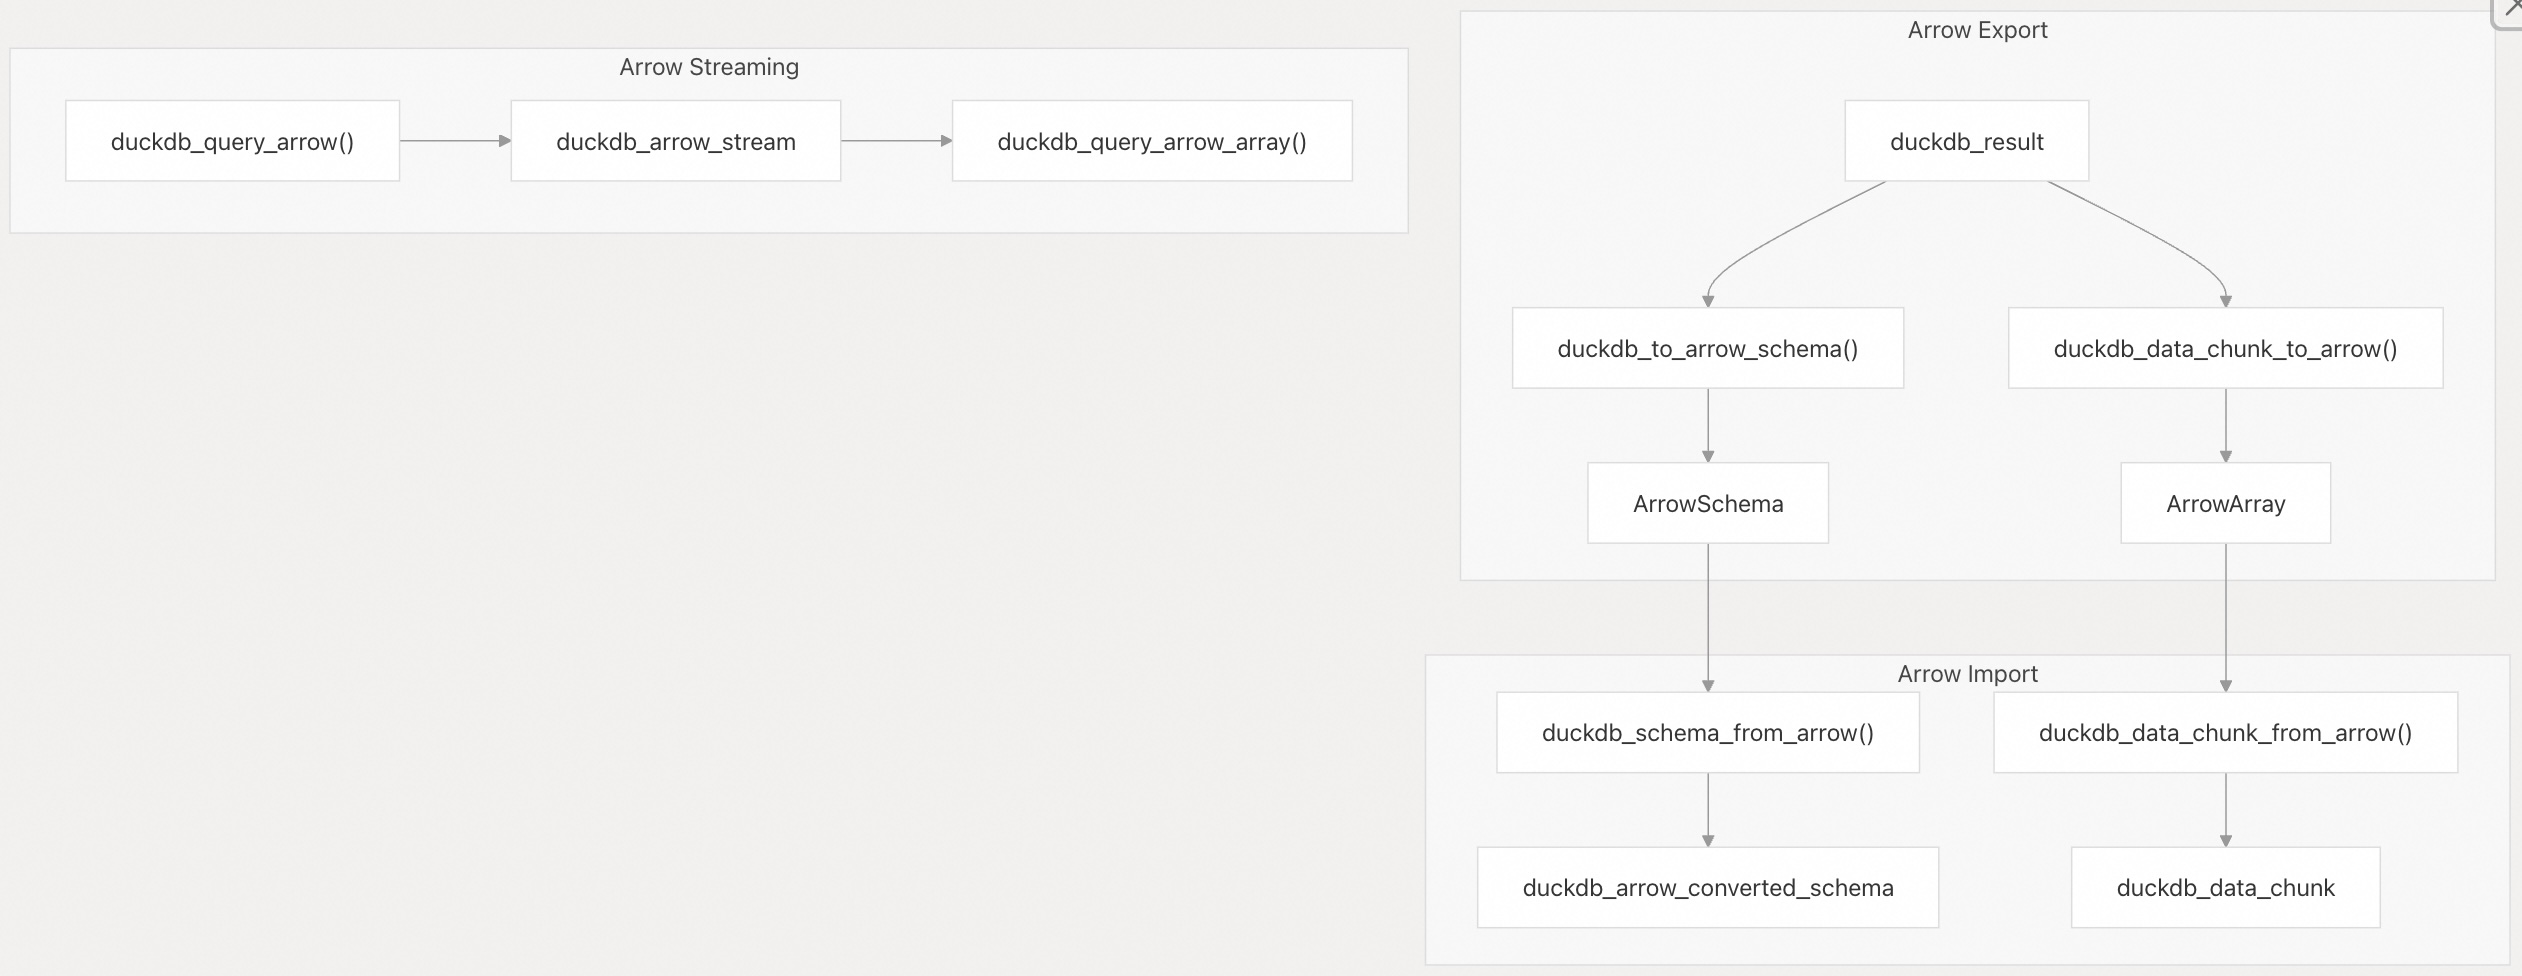 Arrow Streaming
duckdb_query_arrow()
duckdb_arrow_stream
duckdb_query_arrow_array()
Arrow Export
duckdb_result
duckdb_to_arrow_schema()
duckdb_data_chunk_to_arrow()
ArrowSchema
ArrowArray
Arrow Import
duckdb_schema_from_arrow()
duckdb_data_chunk_from_arrow()
duckdb_arrow_converted_schema
duckdb_data_chunk